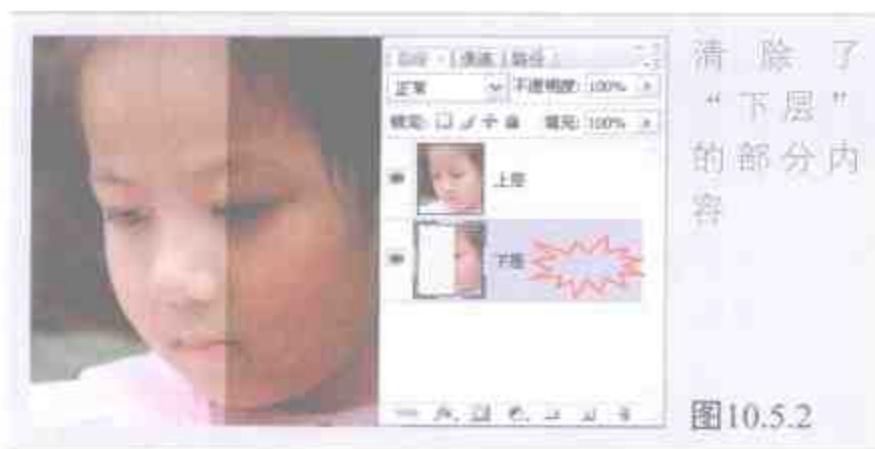 正常 不透明度: 100%
锁定: 填充: 100%
上层
下层
清除了
“下层”
的部分内
容
图10.5.2